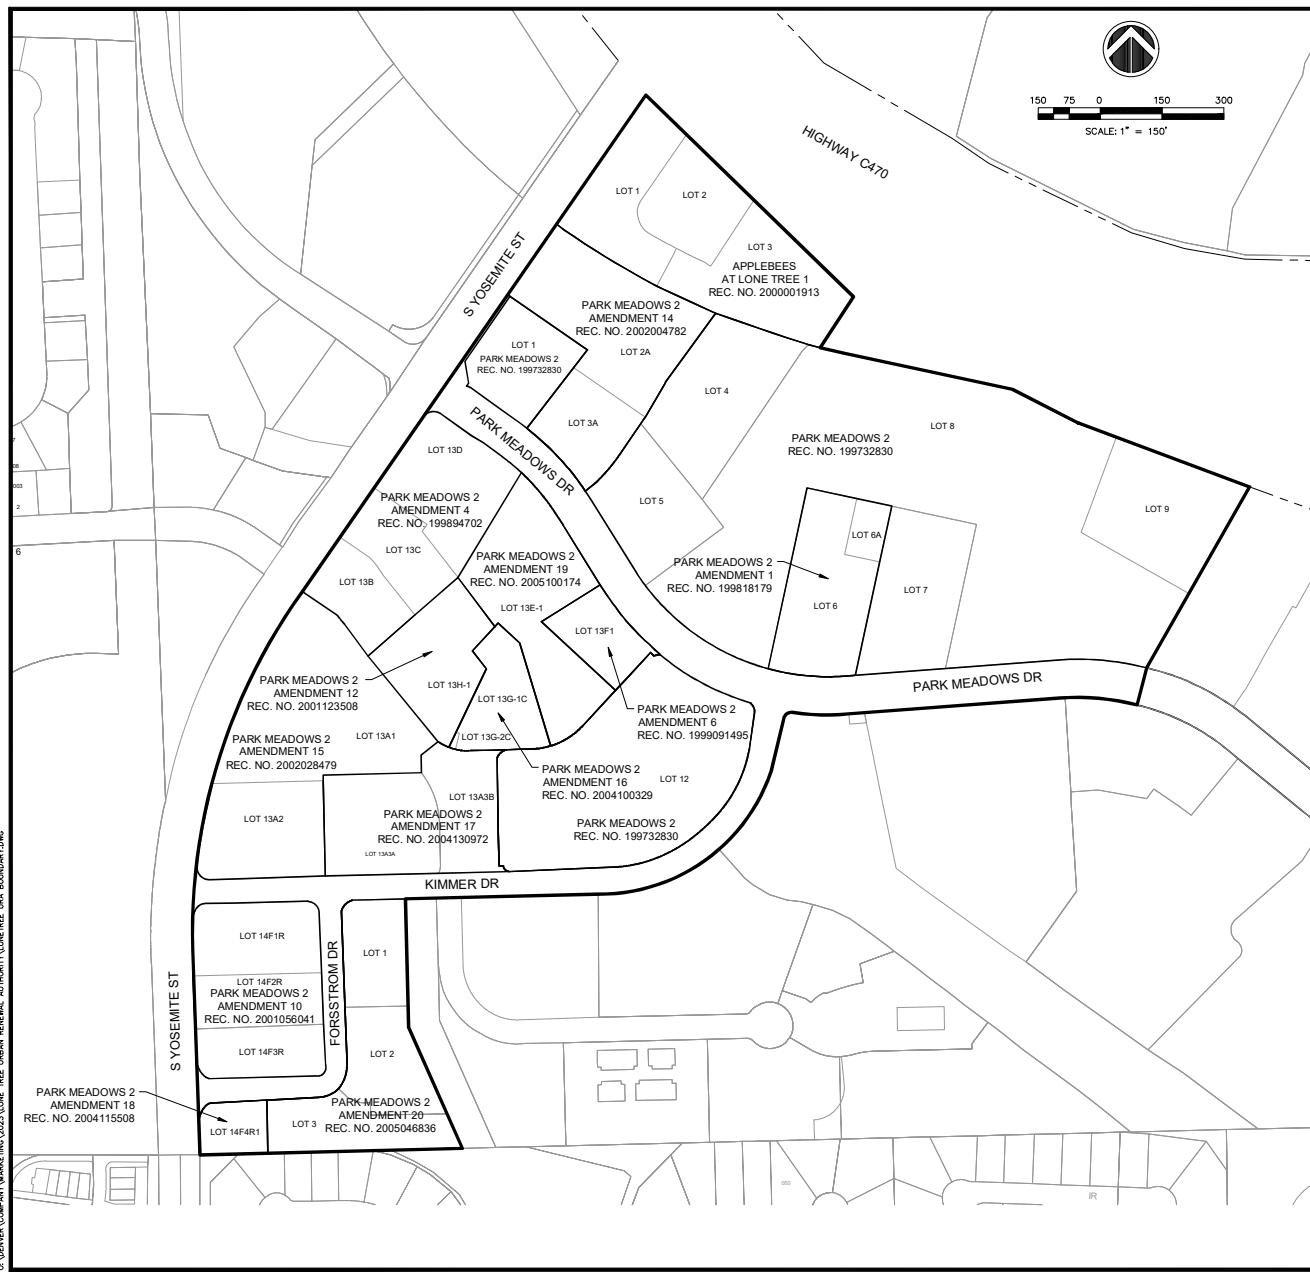 150 75 0 150 300
SCALE: 1" = 150'
HIGHWAY C470
S YOSEMITE ST
LOT 1
LOT 2
LOT 3
APPLEBEES
AT LONE TREE 1
REC. NO. 2000001913
PARK MEADOWS 2
AMENDMENT 14
REC. NO. 2002004782
LOT 2A
LOT 1
PARK MEADOWS 2
REC. NO. 199732830
LOT 3A
LOT 4
LOT 5
PARK MEADOWS DR
LOT 8
PARK MEADOWS 2
REC. NO. 199732830
LOT 9
LOT 6A
PARK MEADOWS 2
AMENDMENT 1
REC. NO. 199818179
LOT 6
LOT 7
LOT 13D
PARK MEADOWS 2
AMENDMENT 4
REC. NO. 199894702
LOT 13C
LOT 13B
PARK MEADOWS 2
AMENDMENT 19
REC. NO. 2005100174
LOT 13E-1
LOT 13F1
PARK MEADOWS 2
AMENDMENT 12
REC. NO. 2001123508
LOT 13H-1
LOT 13G-1C
LOT 13G-2C
PARK MEADOWS DR
PARK MEADOWS 2
AMENDMENT 6
REC. NO. 1999091495
PARK MEADOWS 2
AMENDMENT 15
REC. NO. 2002028479
LOT 13A1
PARK MEADOWS 2
AMENDMENT 16
REC. NO. 2004100329
LOT 12
PARK MEADOWS 2
REC. NO. 199732830
LOT 13A2
LOT 13A3B
PARK MEADOWS 2
AMENDMENT 17
REC. NO. 2004130972
LOT 13A3A
KIMMER DR
LOT 14F1R
LOT 14F2R
PARK MEADOWS 2
AMENDMENT 10
REC. NO. 2001056041
LOT 14F3R
FORSSTROM DR
S YOSEMITE ST
LOT 1
LOT 2
PARK MEADOWS 2
AMENDMENT 18
REC. NO. 2004115508
LOT 14F4R1
LOT 3
PARK MEADOWS 2
AMENDMENT 20
REC. NO. 2005046836
6
2